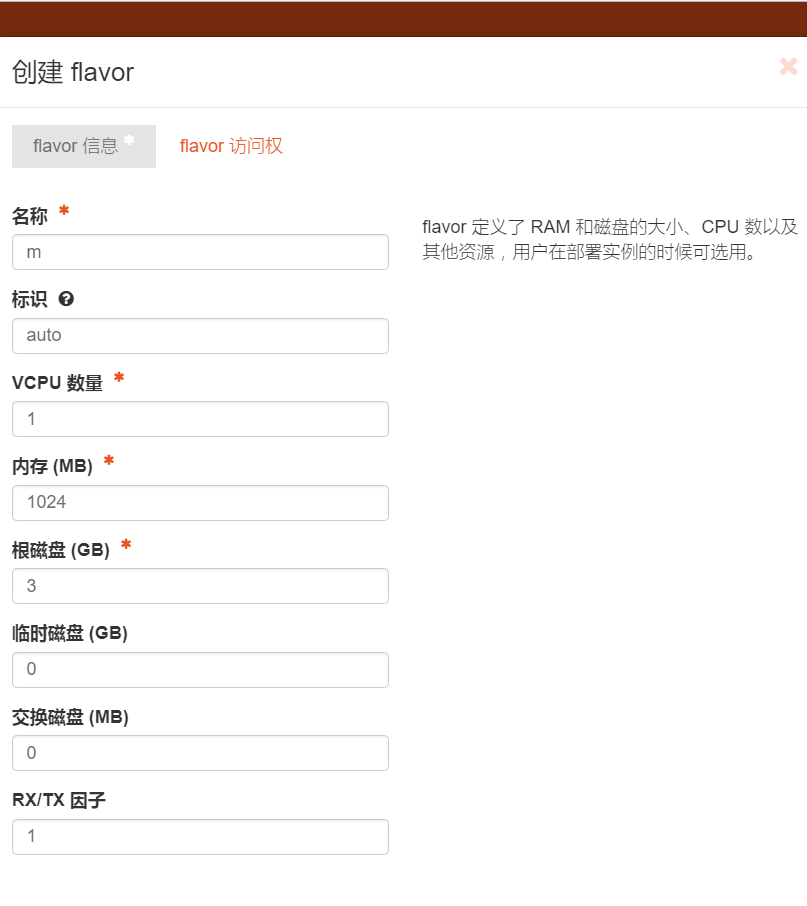 创建 flavor
flavor 信息 *
flavor 访问权
名称 *
m
标识
auto
VCPU 数量 *
1
内存 (MB) *
1024
根磁盘 (GB) *
3
临时磁盘 (GB)
0
交换磁盘 (MB)
0
RX/TX 因子
1
flavor 定义了 RAM 和磁盘的大小、CPU 数以及
其他资源，用户在部署实例的时候可选用。